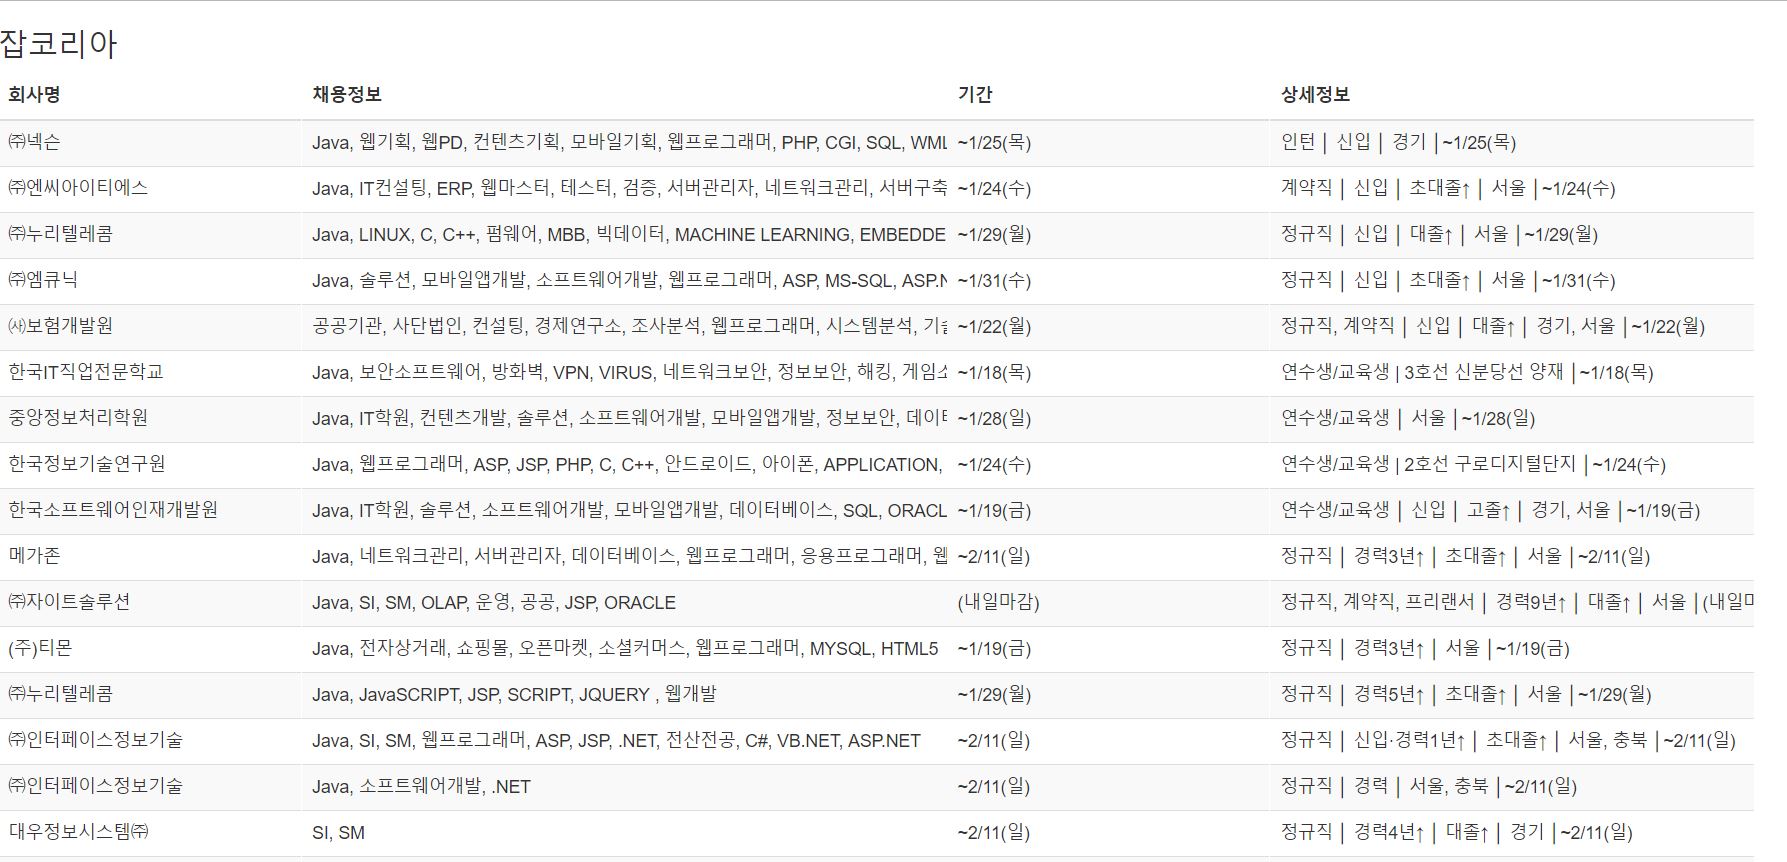 잡코리아
회사명 채용정보 기간 상세정보
㈜넥슨 Java, 웹기획, 웹PD, 컨텐츠기획, 모바일기획, 웹프로그래머, PHP, CGI, SQL, WML ~1/25(목) 인턴 | 신입 | 경기 | ~1/25(목)
㈜엔씨아이티에스 Java, IT컨설팅, ERP, 웹마스터, 테스터, 검증, 서버관리자, 네트워크관리, 서버구축 ~1/24(수) 계약직 | 신입 | 초대졸↑ | 서울 | ~1/24(수)
㈜누리텔레콤 Java, LINUX, C, C++, 펌웨어, MBB, 빅데이터, MACHINE LEARNING, EMBEDDE ~1/29(월) 정규직 | 신입 | 대졸↑ | 서울 | ~1/29(월)
㈜엠큐닉 Java, 솔루션, 모바일앱개발, 소프트웨어개발, 웹프로그래머, ASP, MS-SQL, ASP.N ~1/31(수) 정규직 | 신입 | 초대졸↑ | 서울 | ~1/31(수)
㈔보험개발원 공공기관, 사단법인, 컨설팅, 경제연구소, 조사분석, 웹프로그래머, 시스템분석, ~1/22(월) 정규직, 계약직 | 신입 | 대졸↑ | 경기, 서울 | ~1/22(월)
한국IT직업전문학교 Java, 보안소프트웨어, 방화벽, VPN, VIRUS, 네트워크보안, 정보보안, 해킹, ~1/18(목) 연수생/교육생 | 3호선 신분당선 양재 | ~1/18(목)
중앙정보처리학원 Java, IT학원, 컨텐츠개발, 솔루션, 소프트웨어개발, 모바일앱개발, 정보보안, ~1/28(일) 연수생/교육생 | 서울 | ~1/28(일)
한국정보기술연구원 Java, 웹프로그래머, ASP, JSP, PHP, C, C++, 안드로이드, 아이폰, APPLICATION, ~1/24(수) 연수생/교육생 | 2호선 구로디지털단지 | ~1/24(수)
한국소프트웨어인재개발원 Java, IT학원, 솔루션, 소프트웨어개발, 모바일앱개발, 데이터베이스, SQL, ORACL ~1/19(금) 연수생/교육생 | 신입 | 고졸↑ | 경기, 서울 | ~1/19(금)
메가존 Java, 네트워크관리, 서버관리자, 데이터베이스, 웹프로그래머, 응용프로그래머, 웹 ~2/11(일) 정규직 | 경력3년↑ | 초대졸↑ | 서울 | ~2/11(일)
㈜자이트솔루션 Java, SI, SM, OLAP, 운영, 공공, JSP, ORACLE (내일마감) 정규직, 계약직, 프리랜서 | 경력9년↑ | 대졸↑ | 서울 | (내일마
(주)티몬 Java, 전자상거래, 쇼핑몰, 오픈마켓, 소셜커머스, 웹프로그래머, MYSQL, HTML5 ~1/19(금) 정규직 | 경력3년↑ | 서울 | ~1/19(금)
㈜누리텔레콤 Java, JavaSCRIPT, JSP, SCRIPT, JQUERY , 웹개발 ~1/29(월) 정규직 | 경력5년↑ | 초대졸↑ | 서울 | ~1/29(월)
㈜인터페이스정보기술 Java, SI, SM, 웹프로그래머, ASP, JSP, .NET, 전산전공, C#, VB.NET, ASP.NET ~2/11(일) 정규직 | 신입·경력1년↑ | 초대졸↑ | 서울, 충북 | ~2/11(일)
㈜인터페이스정보기술 Java, 소프트웨어개발, .NET ~2/11(일) 정규직 | 경력 | 서울, 충북 | ~2/11(일)
대우정보시스템㈜ SI, SM ~2/11(일) 정규직 | 경력4년↑ | 대졸↑ | 경기 | ~2/11(일)